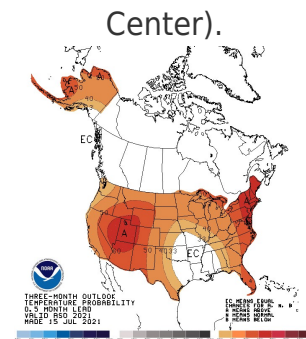 Center).
A
EC
A
A
EC
NOAA
THREE-MONTH OUTLOOK
TEMPERATURE PROBABILITY
0.5 MONTH LEAD
VALID ASO 2021
MADE 15 JUL 2021
EC MEANS EQUAL
CHANCES FOR A, N, B
A MEANS ABOVE
N MEANS NORMAL
B MEANS BELOW